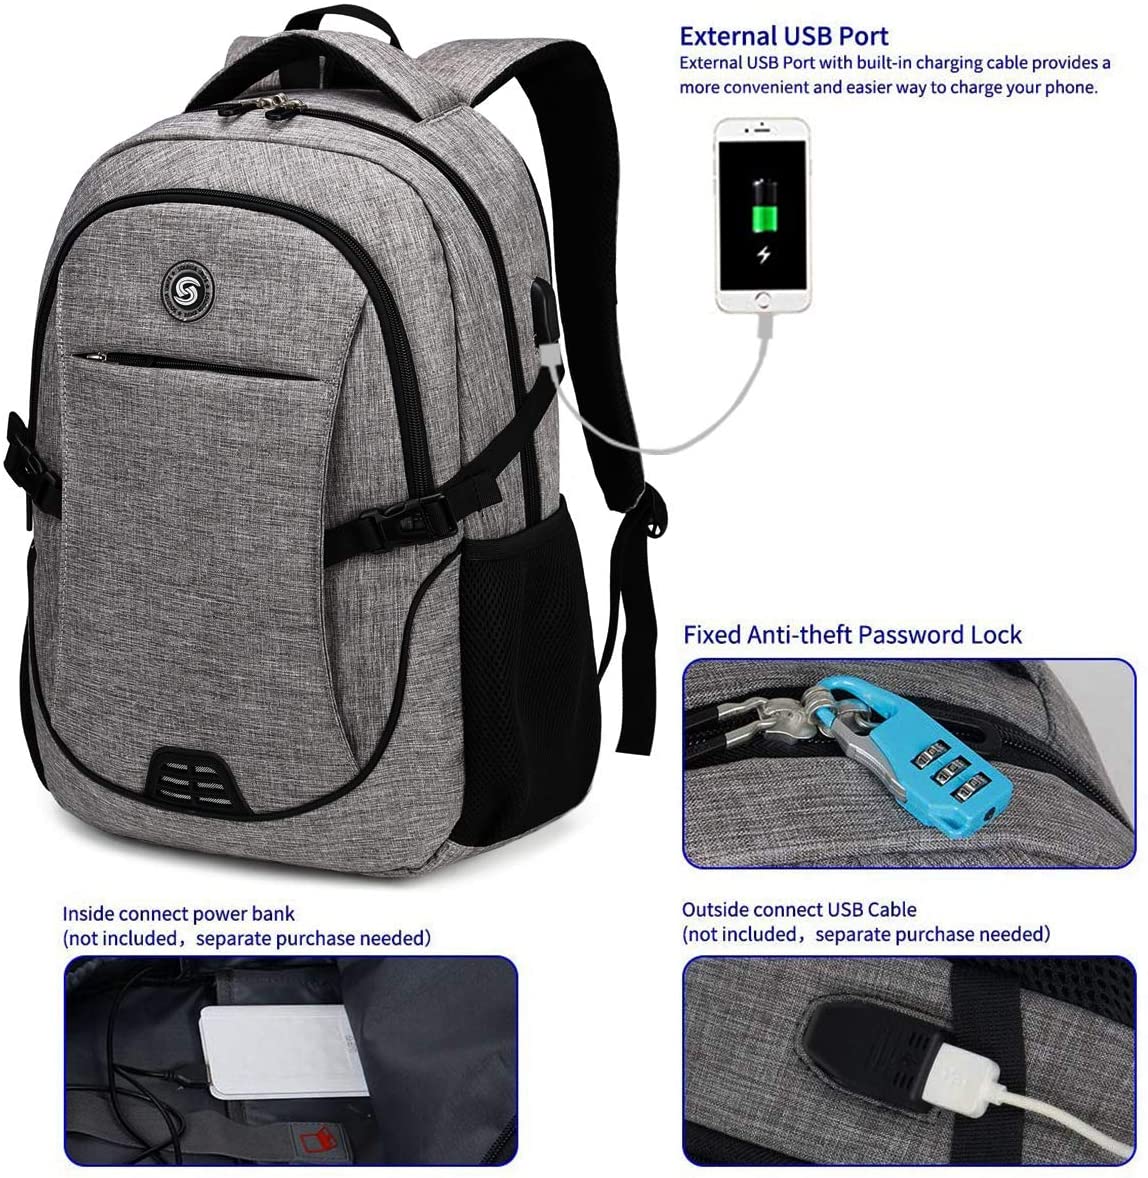 External USB Port
External USB Port with built-in charging cable provides a
more convenient and easier way to charge your phone.
Fixed Anti-theft Password Lock
Inside connect power bank
(not included, separate purchase needed)
Outside connect USB Cable
(not included, separate purchase needed)